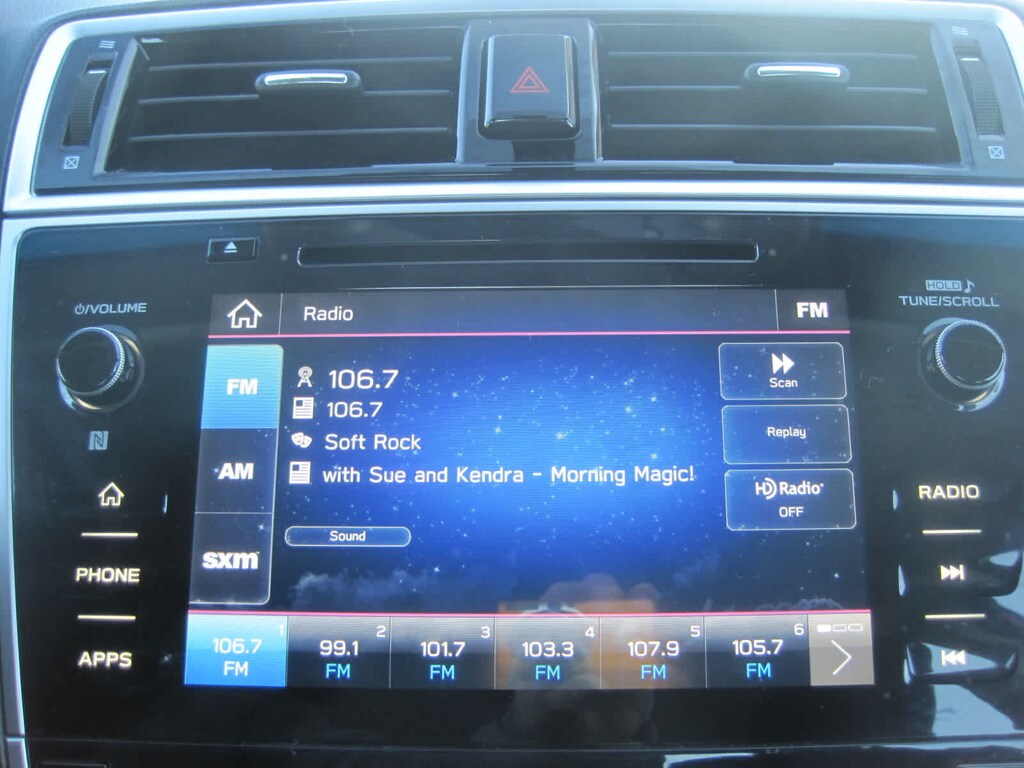 ⏻/VOLUME
HOLD ♪
TUNE/SCROLL
Radio
FM
FM
106.7
Scan
106.7
Replay
Soft Rock
AM
with Sue and Kendra - Morning Magic!
HD Radio
OFF
RADIO
Sound
sxm
PHONE
APPS
106.7 1
FM
99.1 2
FM
101.7 3
FM
103.3 4
FM
107.9 5
FM
105.7 6
FM